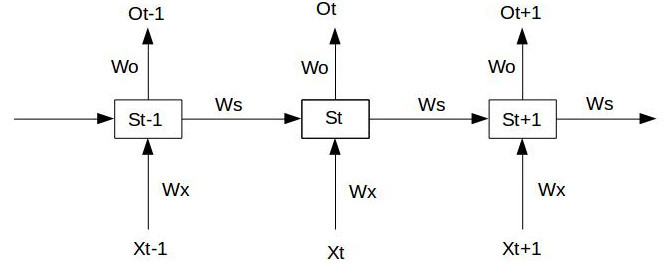 Ot-1 Ot Ot+1
Wo Wo Wo
Ws Ws Ws
St-1 St St+1
Wx Wx Wx
Xt-1 Xt Xt+1